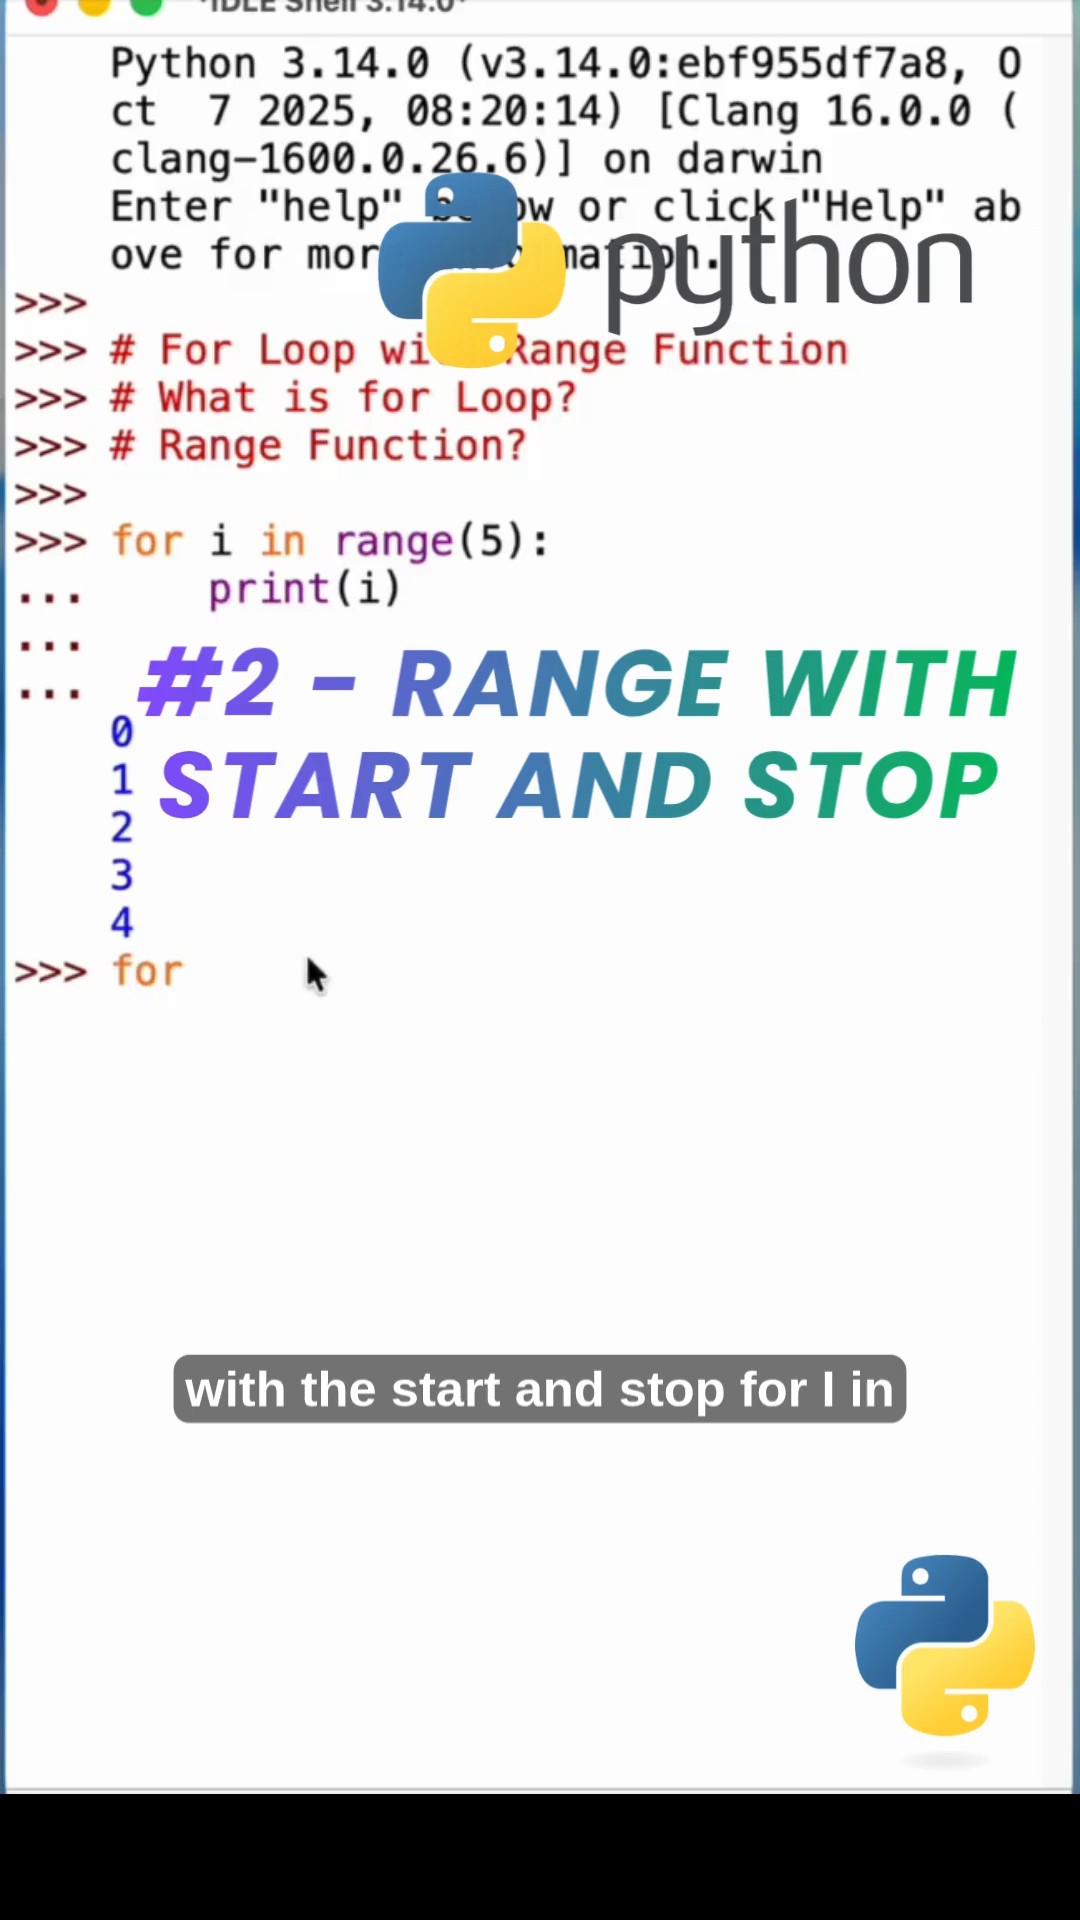 *IDLE Shell 3.14.0*
Python 3.14.0 (v3.14.0:ebf955df7a8, O
ct  7 2025, 08:20:14) [Clang 16.0.0 (
clang-1600.0.26.6)] on darwin
Enter "help" ow or click "Help" ab
ove for mor mation.
python
>>>
>>> # For Loop wi Range Function
>>> # What is for Loop?
>>> # Range Function?
>>>
>>> for i in range(5):
...     print(i)
...
...
#2 - RANGE WITH
START AND STOP
0
1
2
3
4
>>> for
with the start and stop for I in